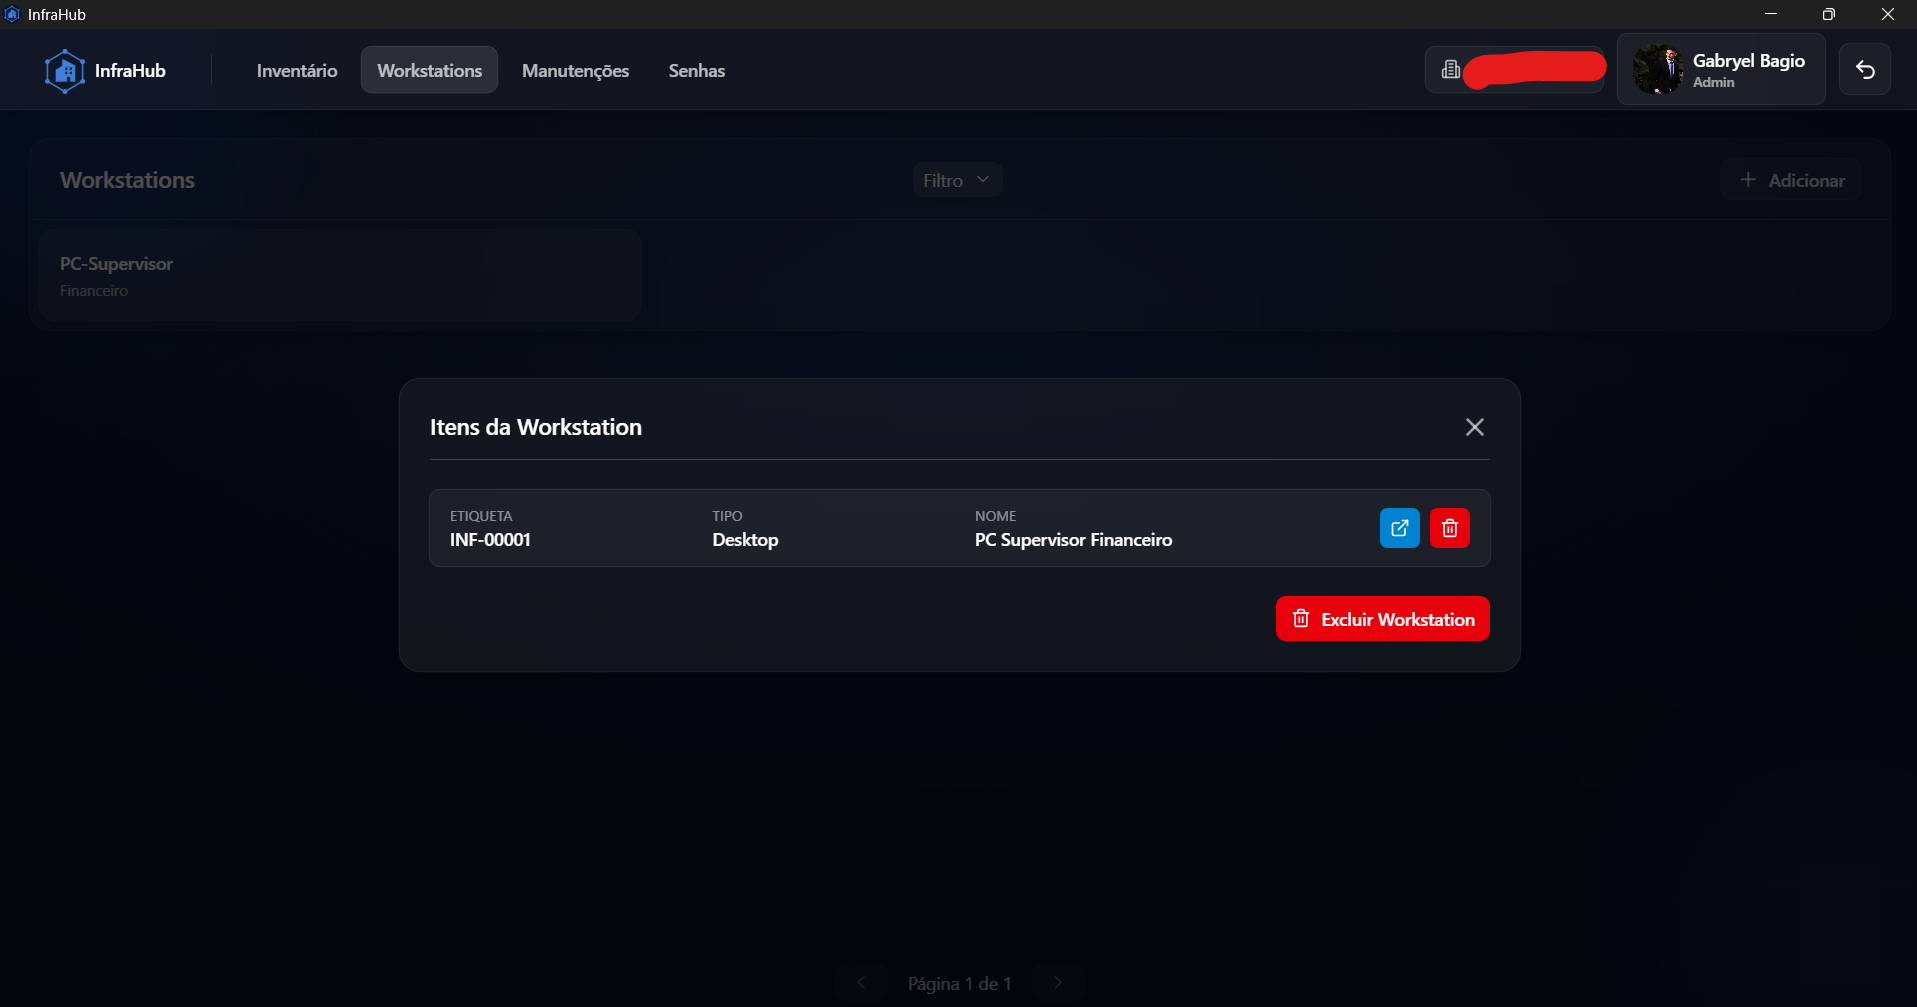 InfraHub
InfraHub
Inventário
Workstations
Manutenções
Senhas
Gabryel Bagio
Admin
Workstations
Filtro
Adicionar
PC-Supervisor
Financeiro
Itens da Workstation
ETIQUETA
TIPO
NOME
INF-00001
Desktop
PC Supervisor Financeiro
Excluir Workstation
Página 1 de 1